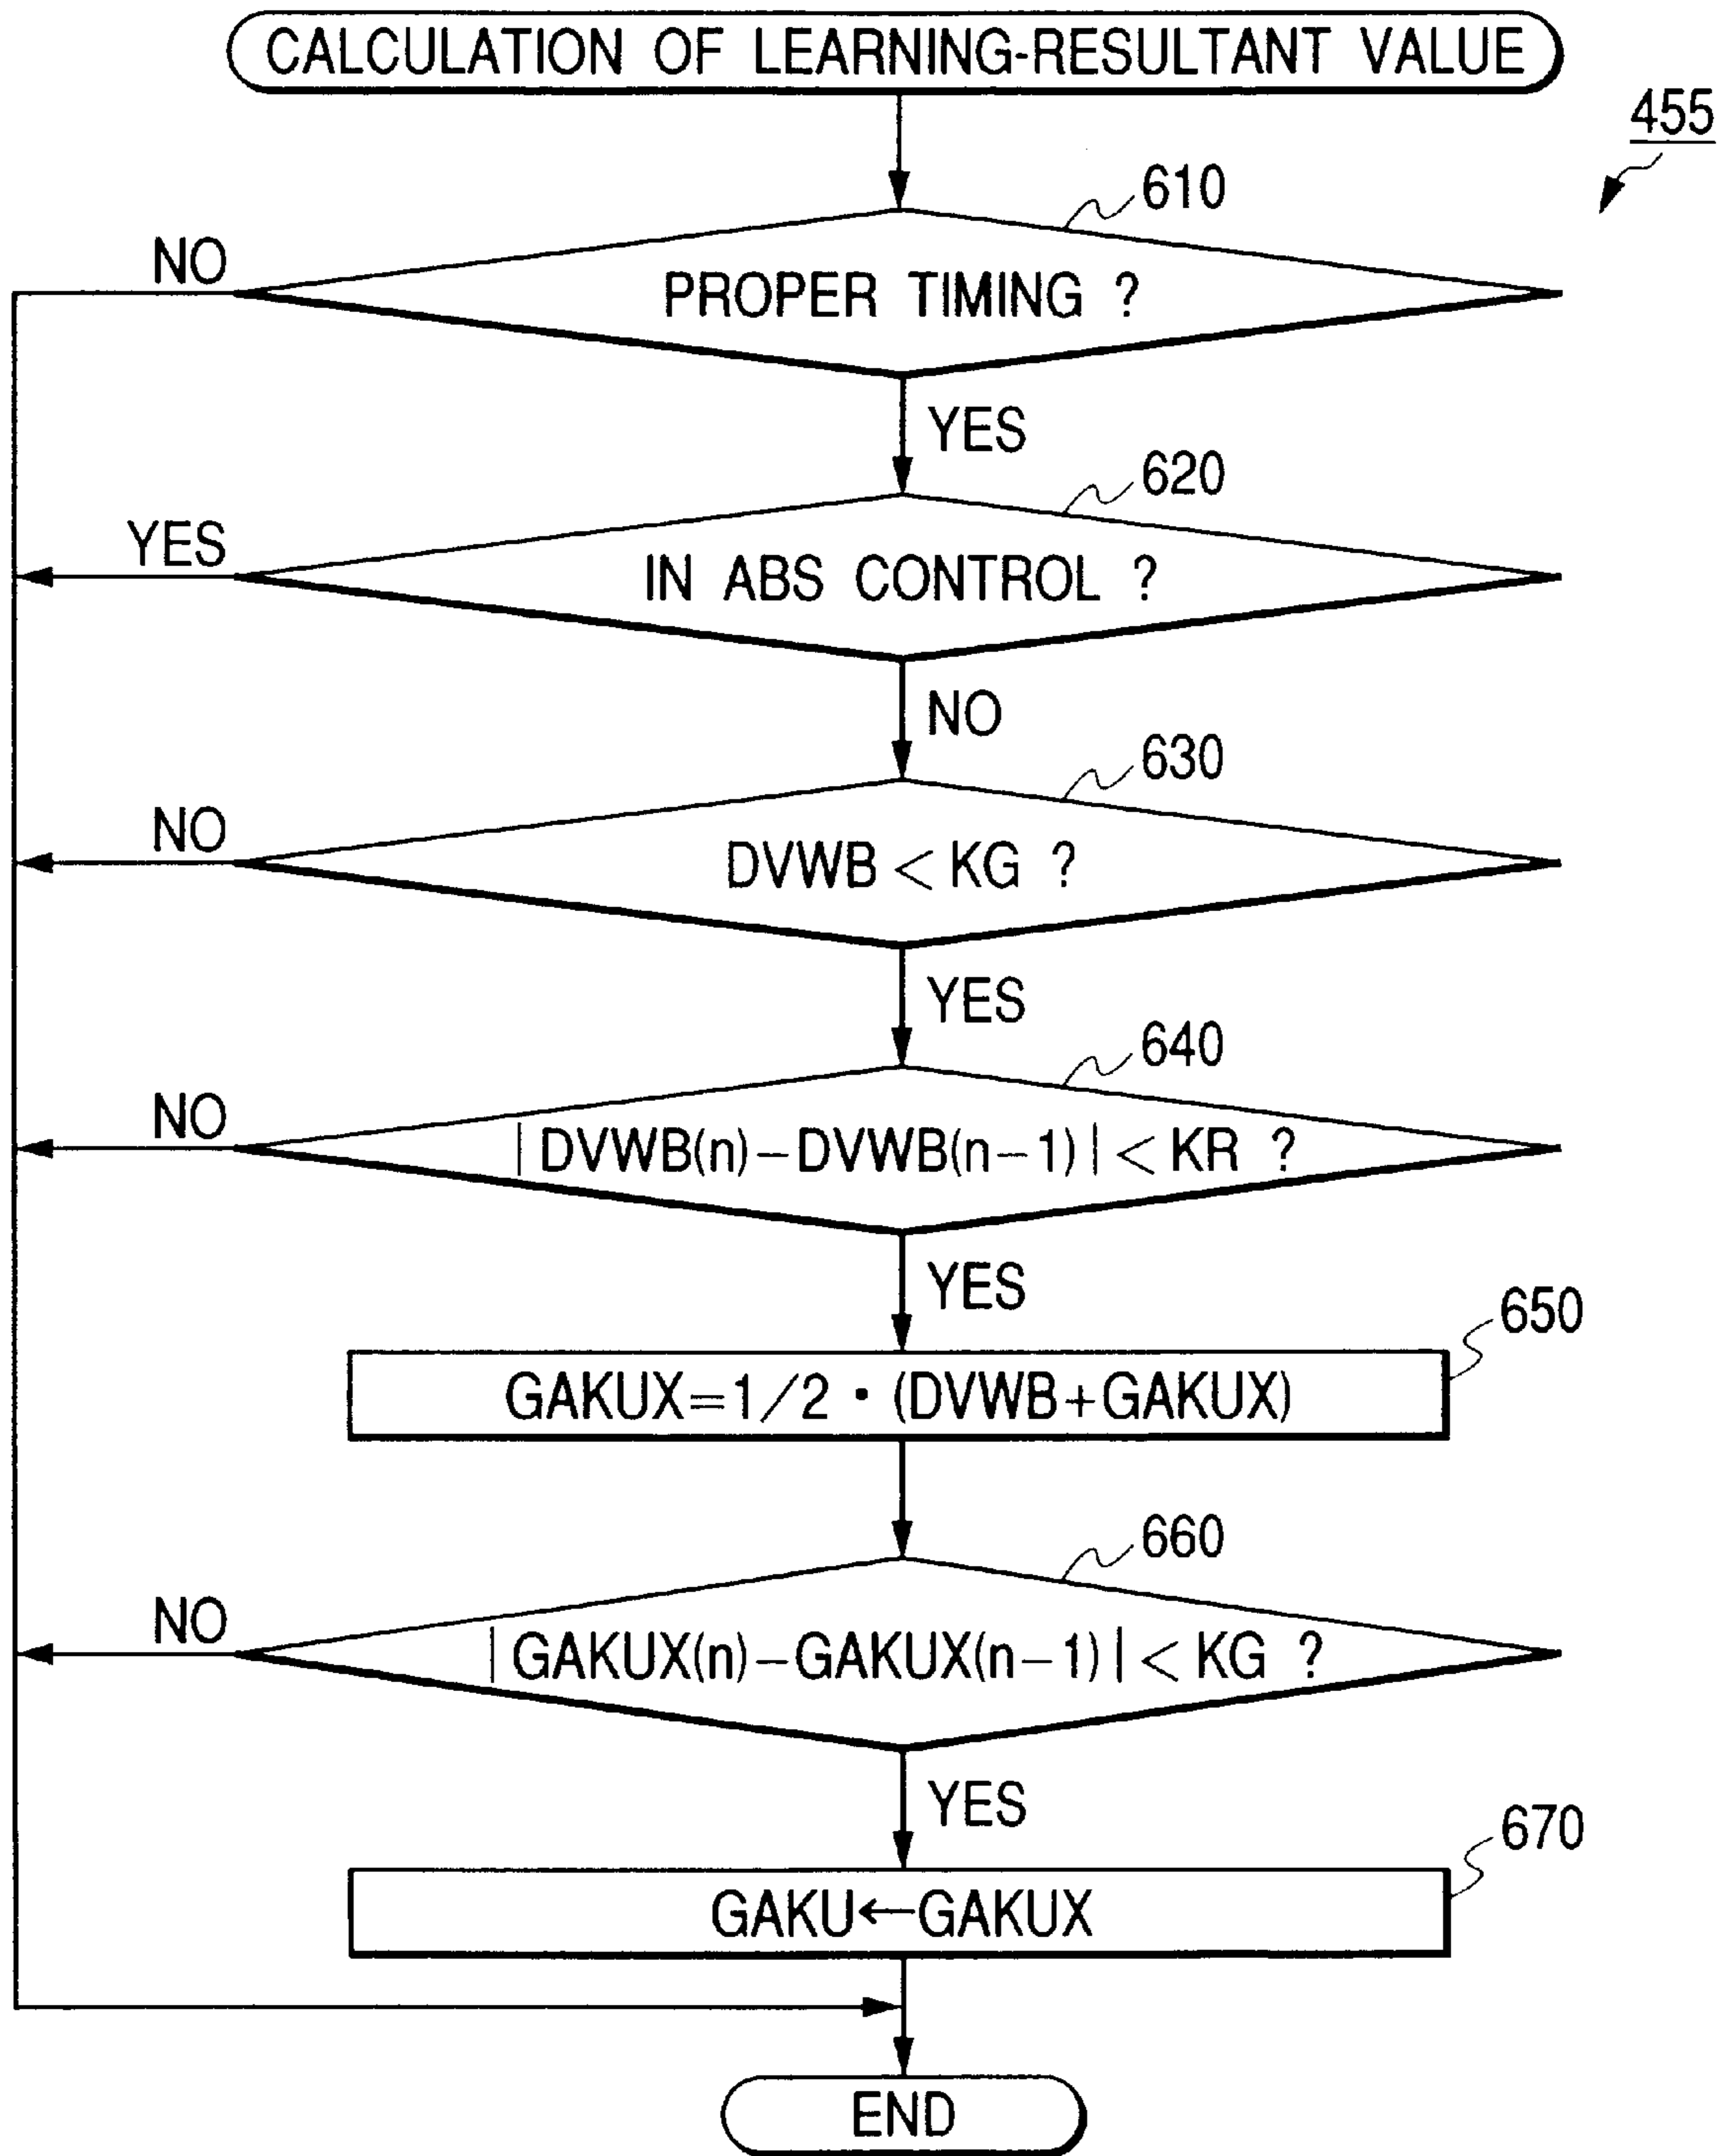 CALCULATION OF LEARNING-RESULTANT VALUE
455
610
NO
PROPER TIMING ?
YES
620
YES
IN ABS CONTROL ?
NO
630
NO
DVWB < KG ?
YES
640
NO
|DVWB(n)-DVWB(n-1)| < KR ?
YES
650
GAKUX=1/2 · (DVWB+GAKUX)
660
NO
|GAKUX(n)-GAKUX(n-1)| < KG ?
YES
670
GAKU←GAKUX
END